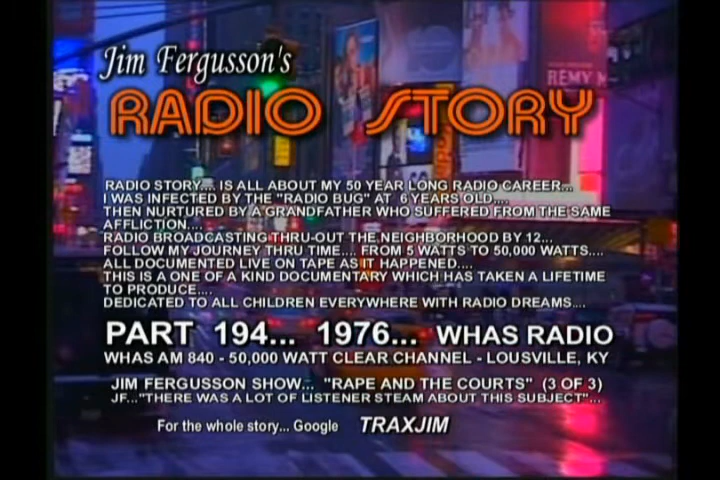 Jim Fergusson's
RADIO STORY
REMY M
RADIO STORY.... IS ALL ABOUT MY 50 YEAR LONG RADIO CAREER...
I WAS INFECTED BY THE "RADIO BUG" AT 6 YEARS OLD....
THEN NURTURED BY A GRANDFATHER WHO SUFFERED FROM THE SAME
AFFLICTION....
RADIO BROADCASTING THRU-OUT THE NEIGHBORHOOD BY 12...
FOLLOW MY JOURNEY THRU TIME.... FROM 5 WATTS TO 50,000 WATTS....
ALL DOCUMENTED LIVE ON TAPE AS IT HAPPENED....
THIS IS A ONE OF A KIND DOCUMENTARY WHICH HAS TAKEN A LIFETIME
TO PRODUCE....
DEDICATED TO ALL CHILDREN EVERYWHERE WITH RADIO DREAMS....
PART 194... 1976... WHAS RADIO
WHAS AM 840 - 50,000 WATT CLEAR CHANNEL - LOUSVILLE, KY
JIM FERGUSSON SHOW... "RAPE AND THE COURTS" (3 OF 3)
JF..."THERE WAS A LOT OF LISTENER STEAM ABOUT THIS SUBJECT"...
For the whole story... Google TRAXJIM